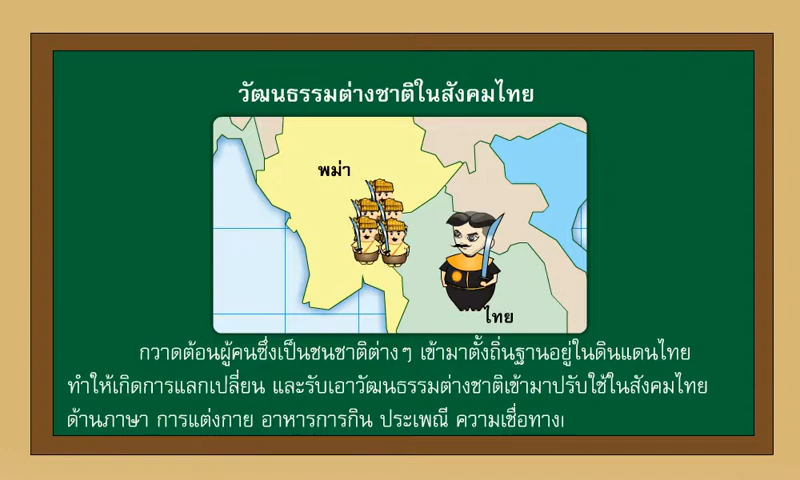 วัฒนธรรมต่างชาติในสังคมไทย
พม่า
ไทย
กวาดต้อนผู้คนซึ่งเป็นชนชาติต่างๆ เข้ามาตั้งถิ่นฐานอยู่ในดินแดนไทย
ทำให้เกิดการแลกเปลี่ยน และรับเอาวัฒนธรรมต่างชาติเข้ามาปรับใช้ในสังคมไทย
ด้านภาษา การแต่งกาย อาหารการกิน ประเพณี ความเชื่อทาง